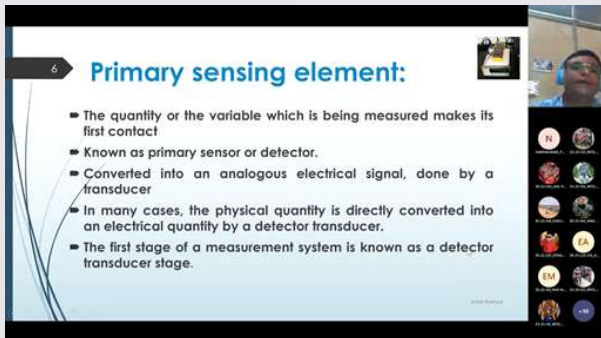 6
Primary sensing element:
The quantity or the variable which is being measured makes its
first contact
Known as primary sensor or detector.
Converted into an analogous electrical signal, done by a
transducer
In many cases, the physical quantity is directly converted into
an electrical quantity by a detector transducer.
The first stage of a measurement system is known as a detector
transducer stage.
N
EA
EM